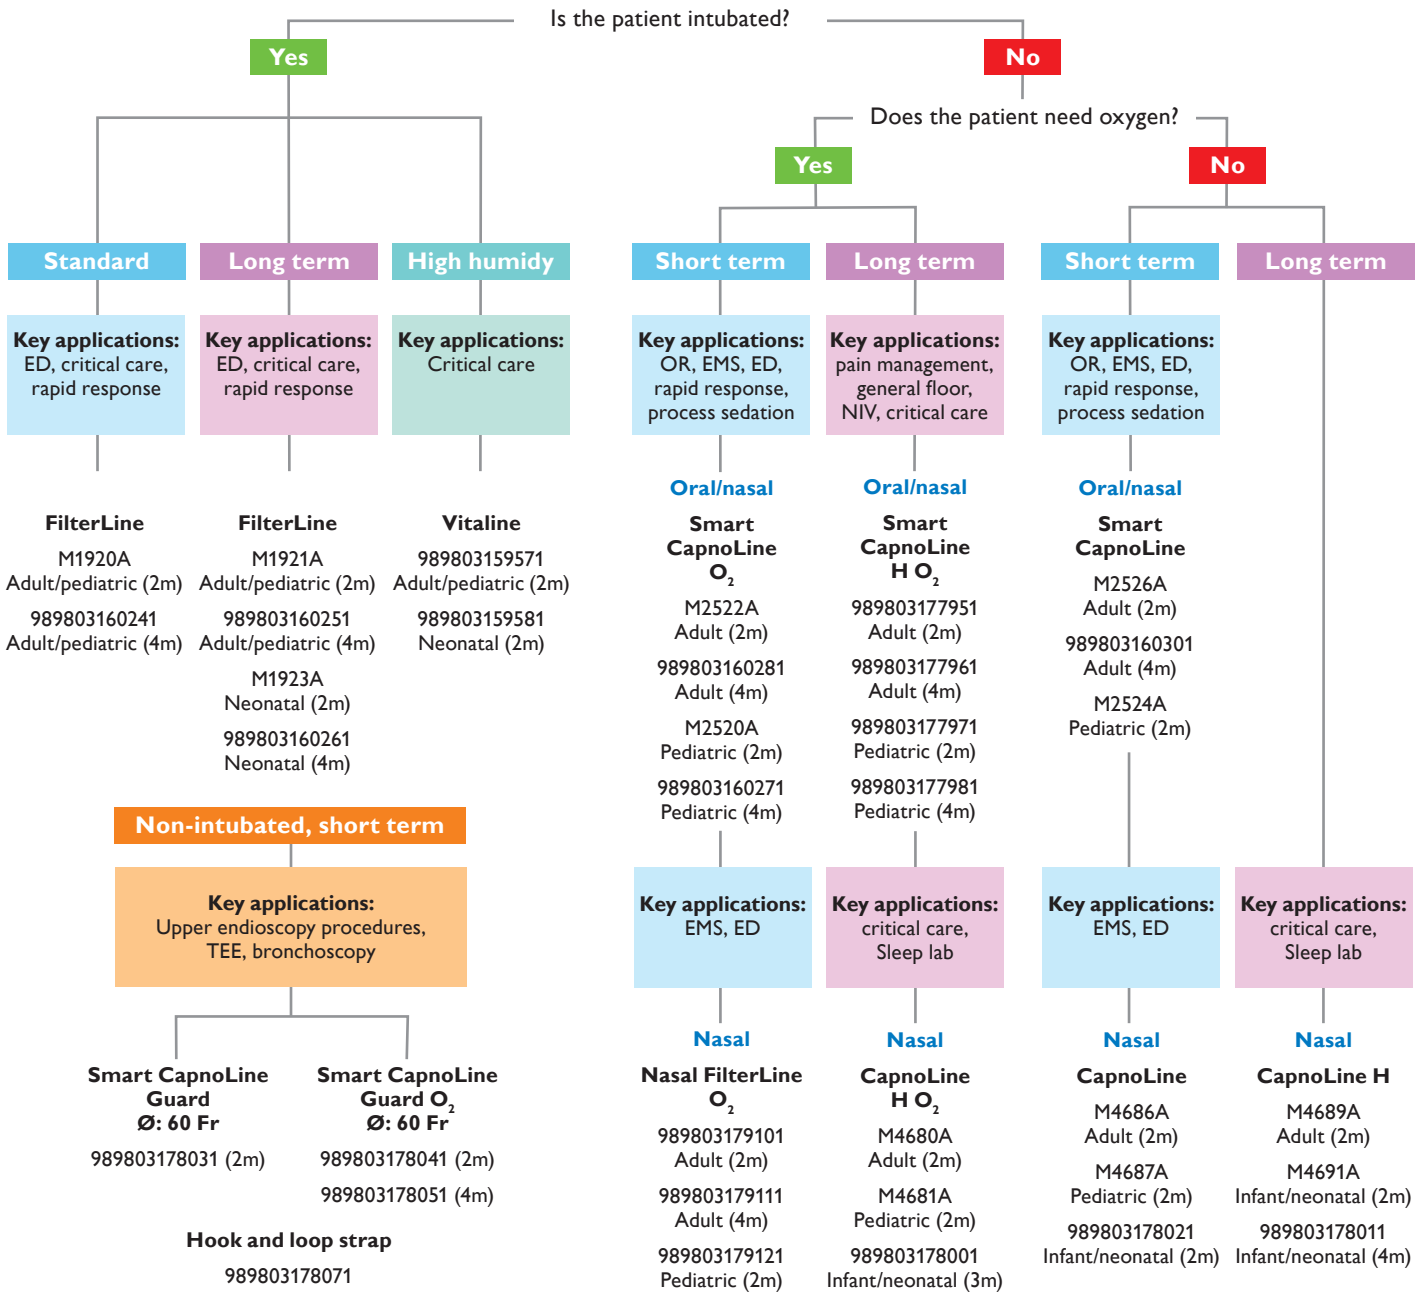 Is the patient intubated?
Yes
No
Does the patient need oxygen?
Yes
No
Standard
Long term
High humidy
Short term
Long term
Short term
Long term
Key applications:
ED, critical care,
rapid response
Key applications:
ED, critical care,
rapid response
Key applications:
Critical care
Key applications:
OR, EMS, ED,
rapid response,
process sedation
Key applications:
pain management,
general floor,
NIV, critical care
Key applications:
OR, EMS, ED,
rapid response,
process sedation
FilterLine
M1920A
Adult/pediatric (2m)
989803160241
Adult/pediatric (4m)
FilterLine
M1921A
Adult/pediatric (2m)
989803160251
Adult/pediatric (4m)
M1923A
Neonatal (2m)
989803160261
Neonatal (4m)
Vitaline
989803159571
Adult/pediatric (2m)
989803159581
Neonatal (2m)
Oral/nasal
Smart
CapnoLine
O₂
M2522A
Adult (2m)
989803160281
Adult (4m)
M2520A
Pediatric (2m)
989803160271
Pediatric (4m)
Oral/nasal
Smart
CapnoLine
H O₂
989803177951
Adult (2m)
989803177961
Adult (4m)
989803177971
Pediatric (2m)
989803177981
Pediatric (4m)
Oral/nasal
Smart
CapnoLine
M2526A
Adult (2m)
989803160301
Adult (4m)
M2524A
Pediatric (2m)
Non-intubated, short term
Key applications:
Upper endioscopy procedures,
TEE, bronchoscopy
Smart CapnoLine
Guard
Ø: 60 Fr
989803178031 (2m)
Smart CapnoLine
Guard O₂
Ø: 60 Fr
989803178041 (2m)
989803178051 (4m)
Hook and loop strap
989803178071
Key applications:
EMS, ED
Nasal
Nasal FilterLine
O₂
989803179101
Adult (2m)
989803179111
Adult (4m)
989803179121
Pediatric (2m)
Key applications:
critical care,
Sleep lab
Nasal
CapnoLine
H O₂
M4680A
Adult (2m)
M4681A
Pediatric (2m)
989803178001
Infant/neonatal (3m)
Key applications:
EMS, ED
Nasal
CapnoLine
M4686A
Adult (2m)
M4687A
Pediatric (2m)
989803178021
Infant/neonatal (2m)
Key applications:
critical care,
Sleep lab
Nasal
CapnoLine H
M4689A
Adult (2m)
M4691A
Infant/neonatal (2m)
989803178011
Infant/neonatal (4m)